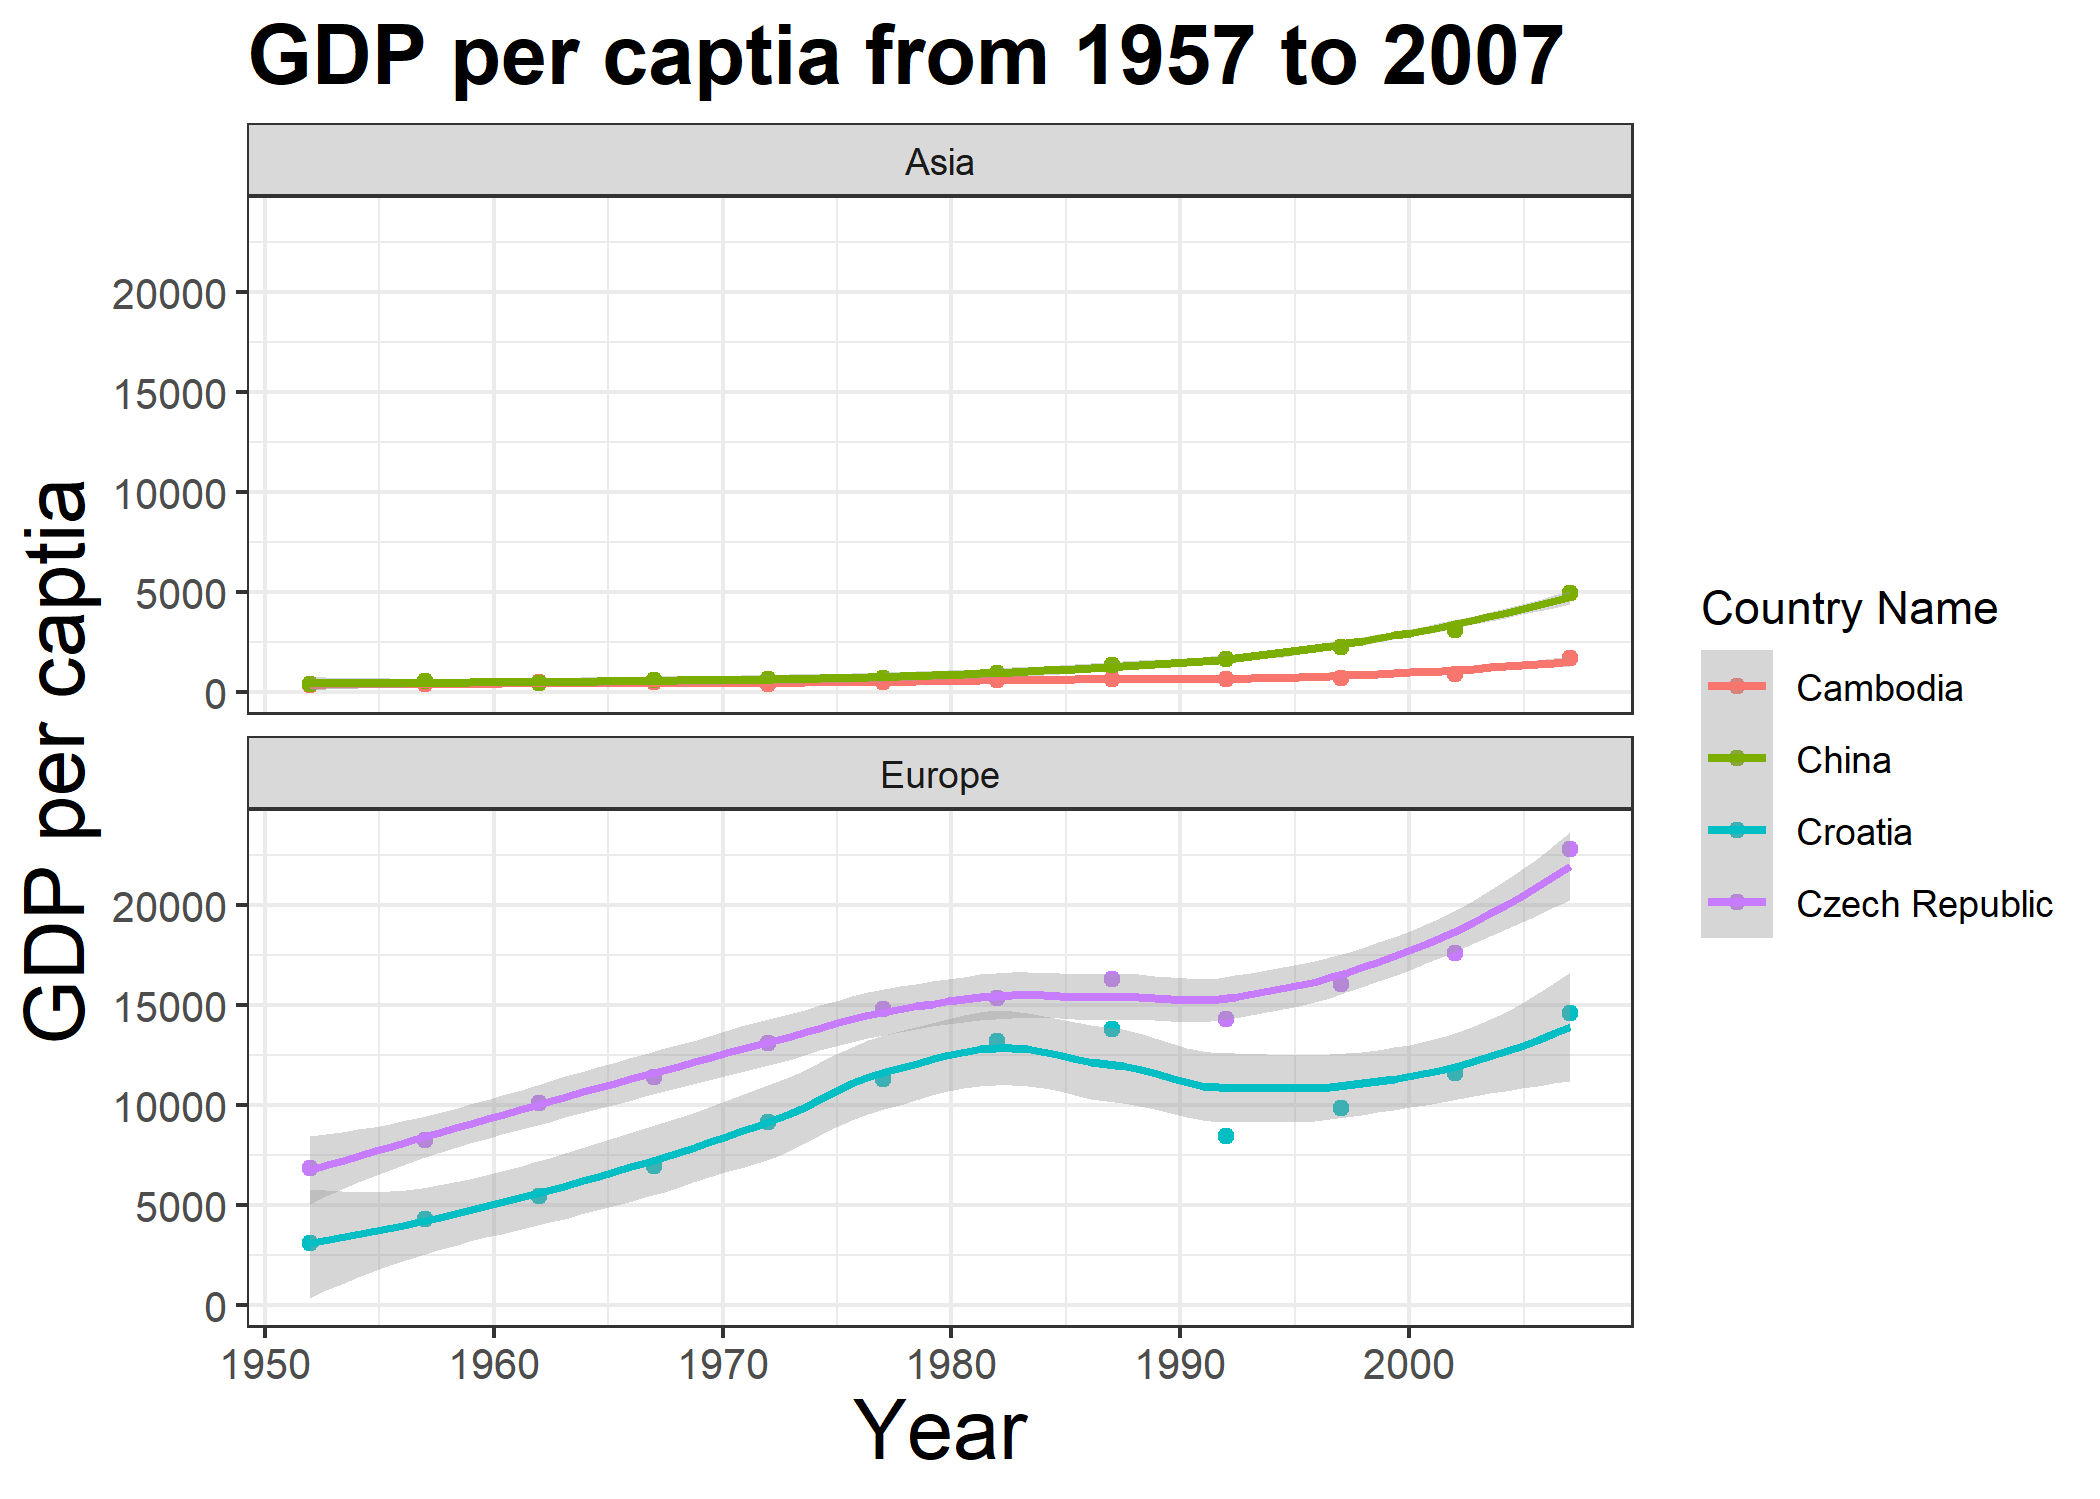 GDP per captia from 1957 to 2007
Asia
20000
15000
10000
5000
0
Europe
20000
15000
10000
5000
0
1950 1960 1970 1980 1990 2000
Year
GDP per captia
Country Name
Cambodia
China
Croatia
Czech Republic